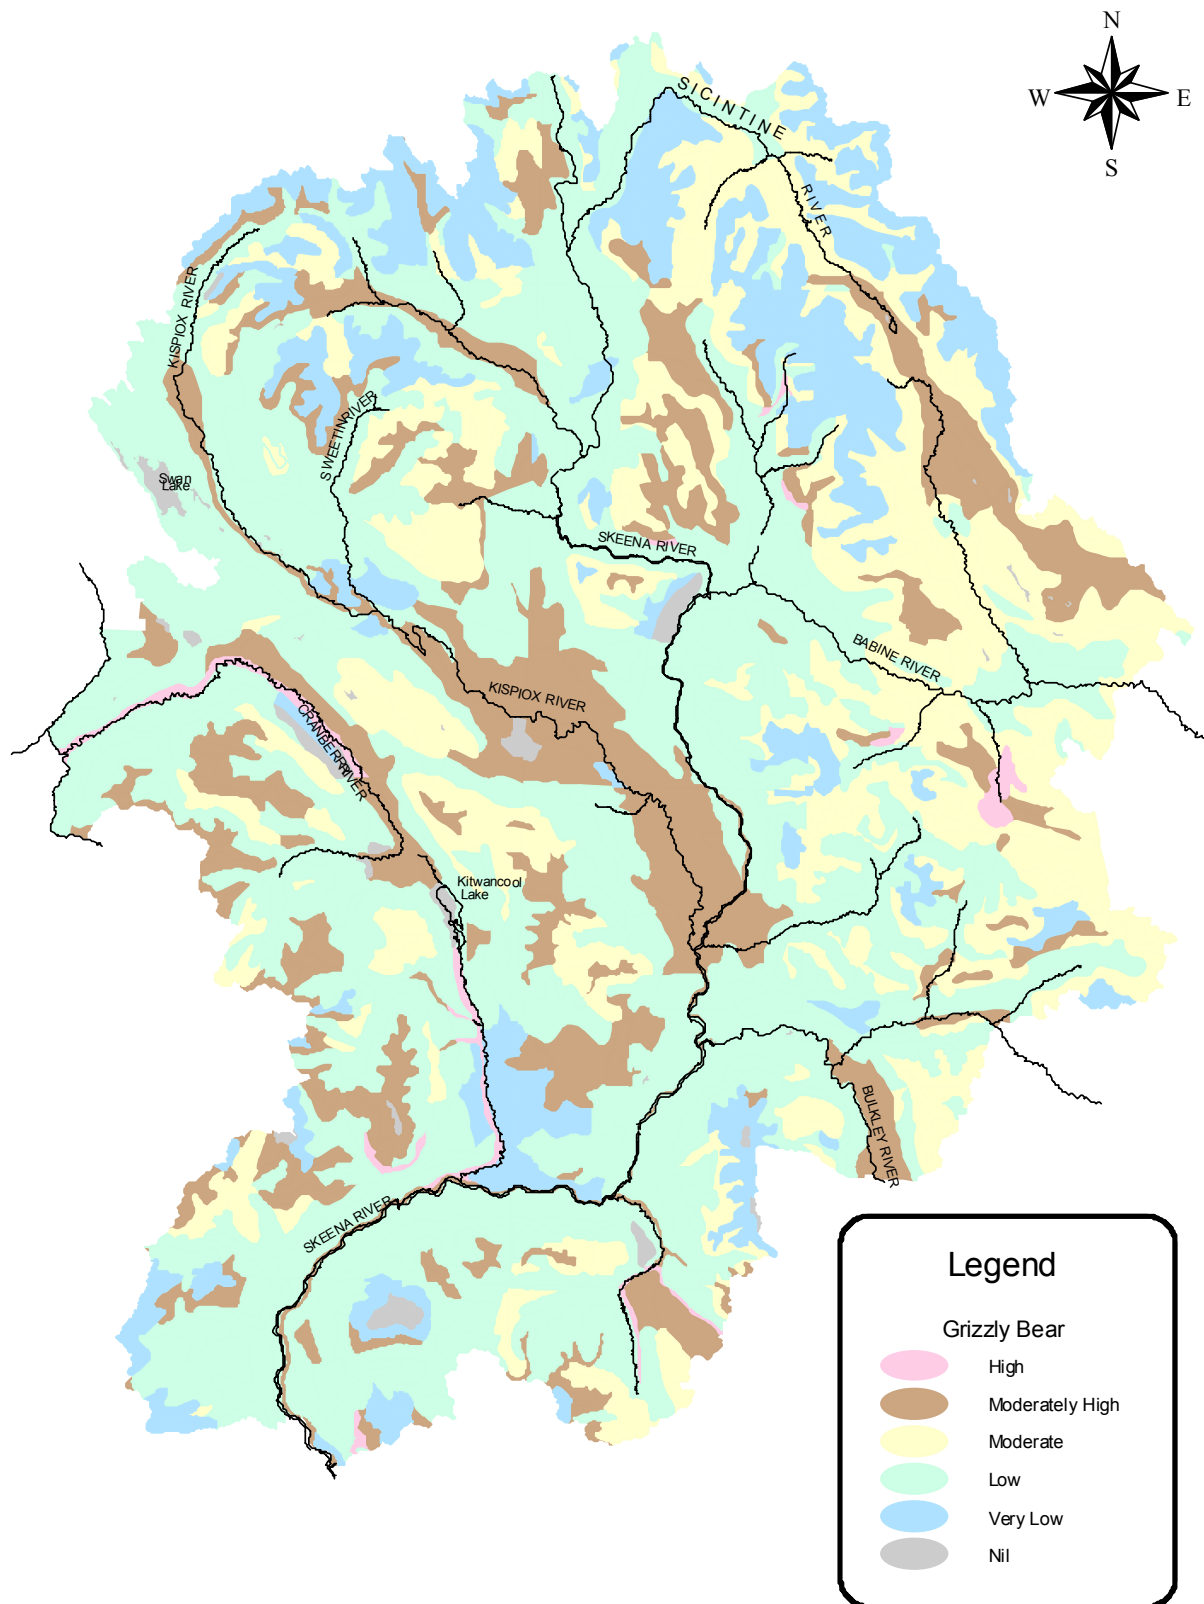 N
W
E
S
SICINTINE
RIVER
KISPIOX RIVER
SWEETIN RIVER
Swan
Lake
SKEENA RIVER
BABINE RIVER
KISPIOX RIVER
CRANBERRY RIVER
Kitwancool
Lake
BULKLEY RIVER
SKEENA RIVER
Legend
Grizzly Bear
High
Moderately High
Moderate
Low
Very Low
Nil